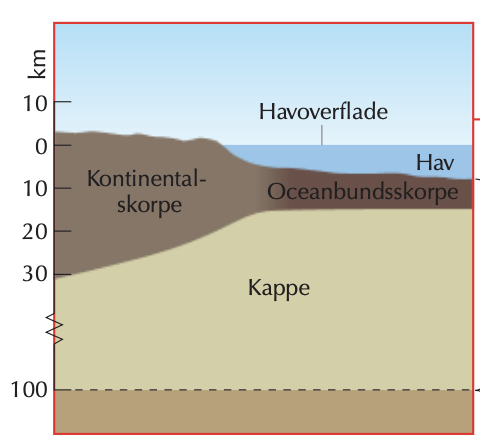 km
10
Havoverflade
0
Hav
Kontinental-
skorpe
10
Oceanbundsskorpe
20
30
Kappe
100